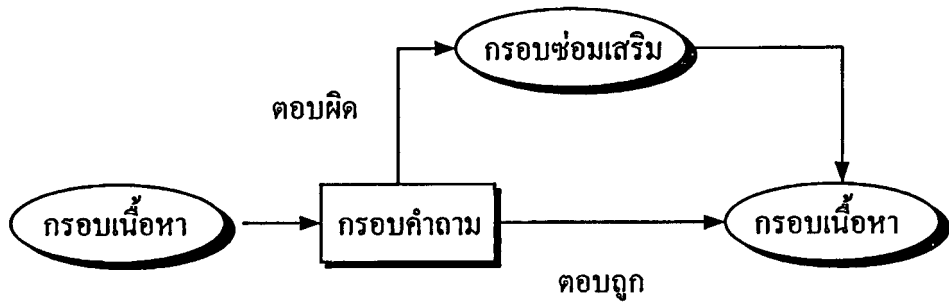 กรอบซ่อมเสริม
ตอบผิด
กรอบเนื้อหา
กรอบคำถาม
กรอบเนื้อหา
ตอบถูก